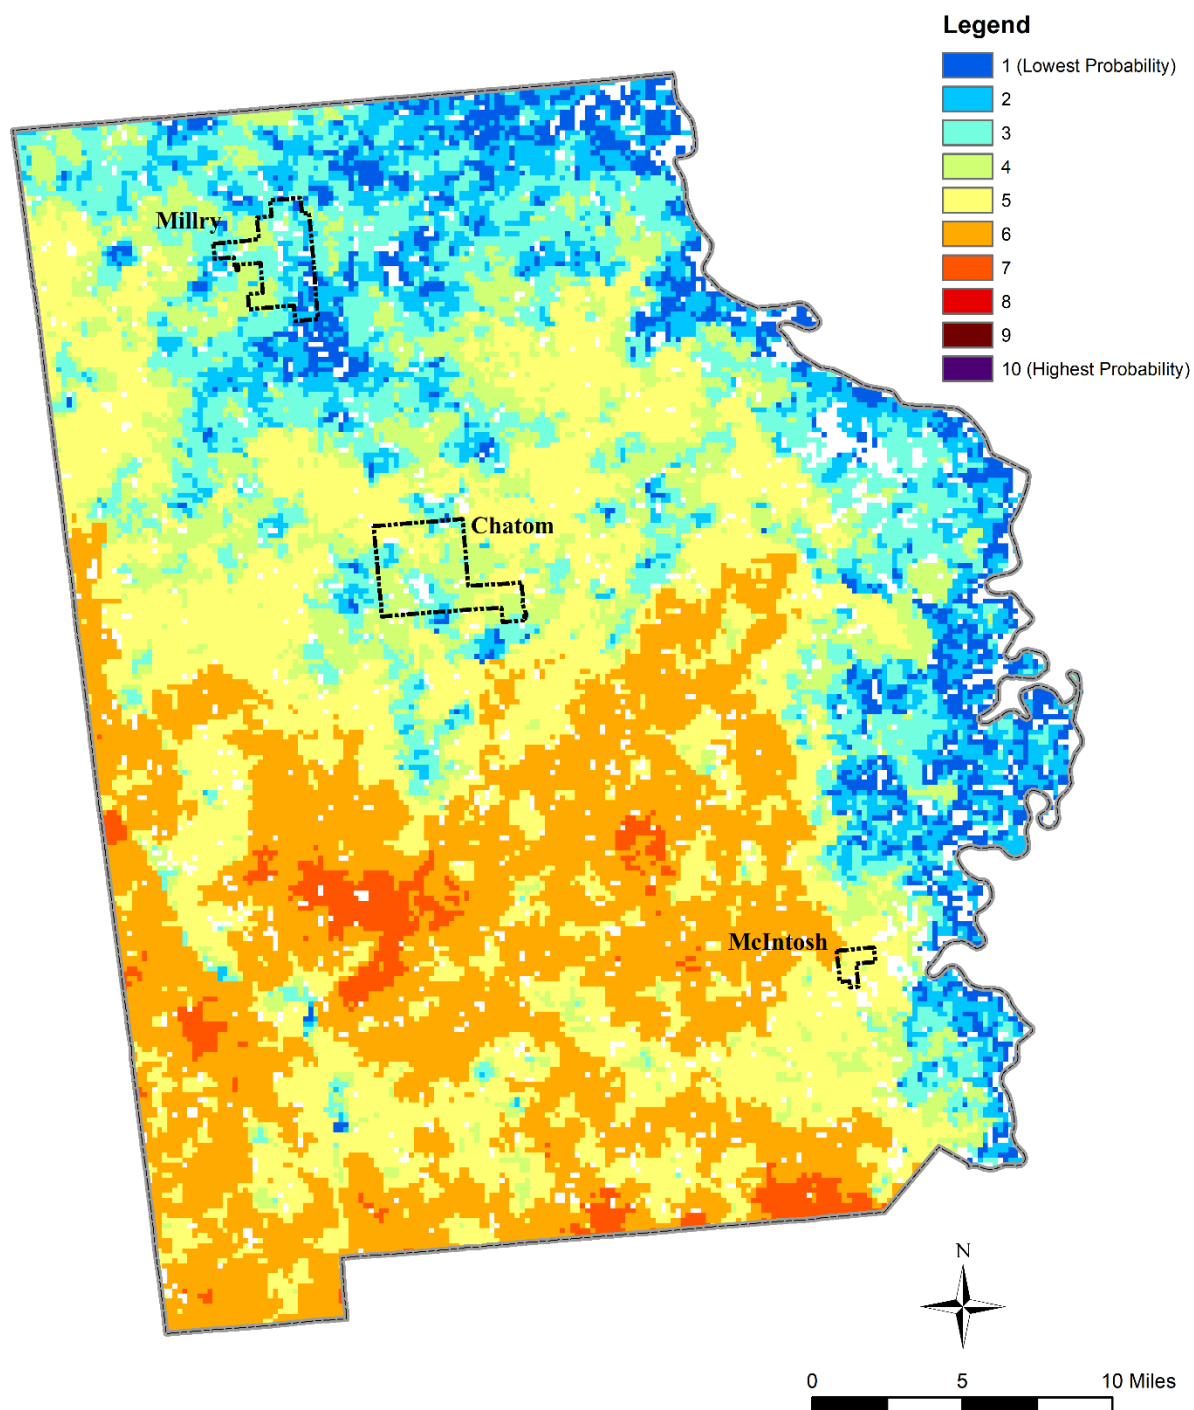 Legend
1 (Lowest Probability)
2
3
4
5
6
7
8
9
10 (Highest Probability)
Millry
Chatom
McIntosh
N
0 5 10 Miles